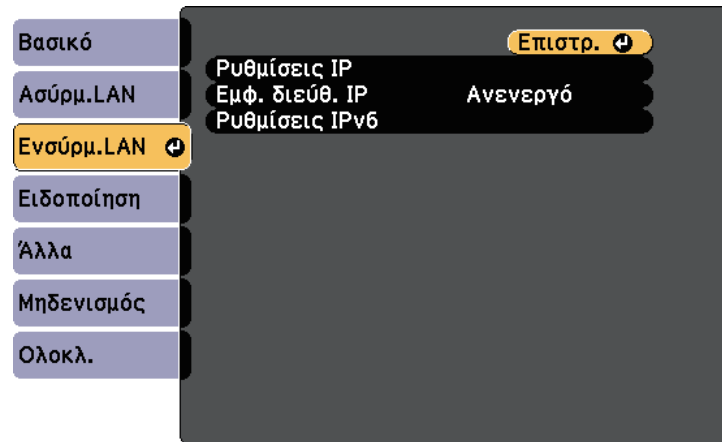 Βασικό
Ασύρμ.LAN
Ενσύρμ.LAN
Ειδοποίηση
Άλλα
Μηδενισμός
Ολοκλ.
Επιστρ.
Ρυθμίσεις IP
Εμφ. διεύθ. IP Ανενεργό
Ρυθμίσεις IPv6